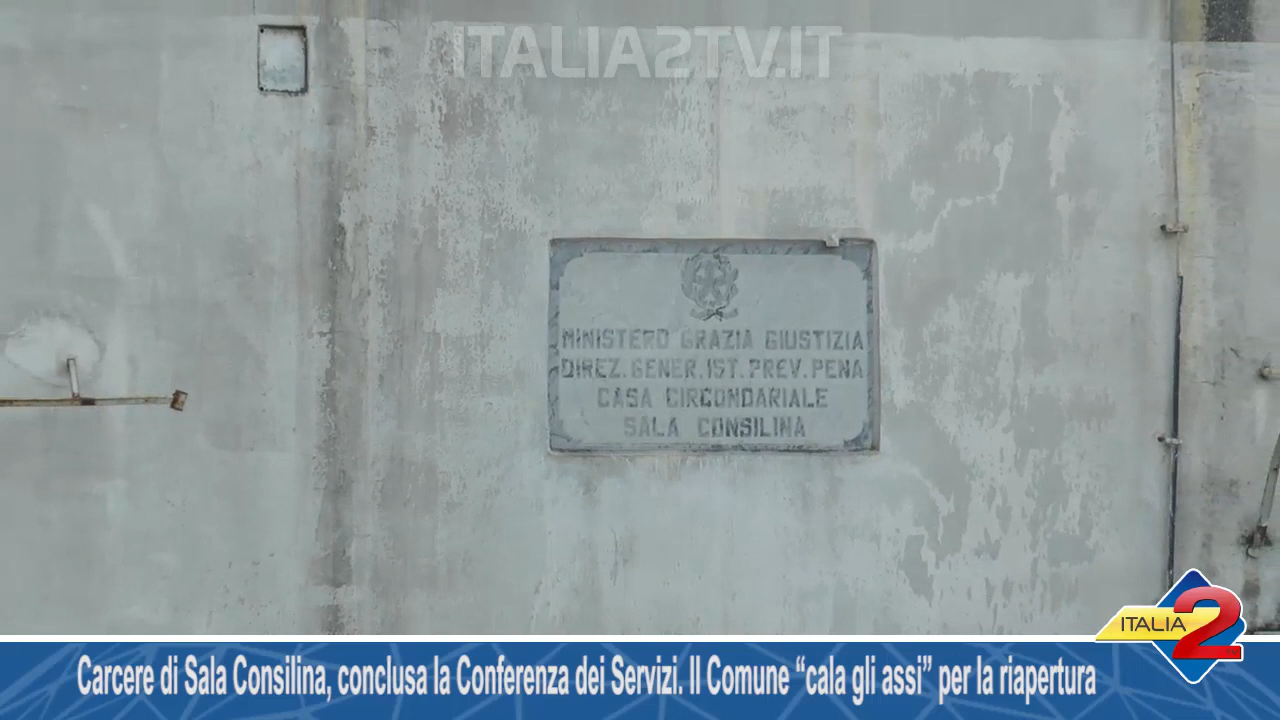 ITALIA2TV.IT
MINISTERO GRAZIA GIUSTIZIA
DIREZ. GENER. IST. PREV. PENA
CASA CIRCONDARIALE
SALA CONSILINA
ITALIA 2
Carcere di Sala Consilina, conclusa la Conferenza dei Servizi. Il Comune “cala gli assi” per la riapertura